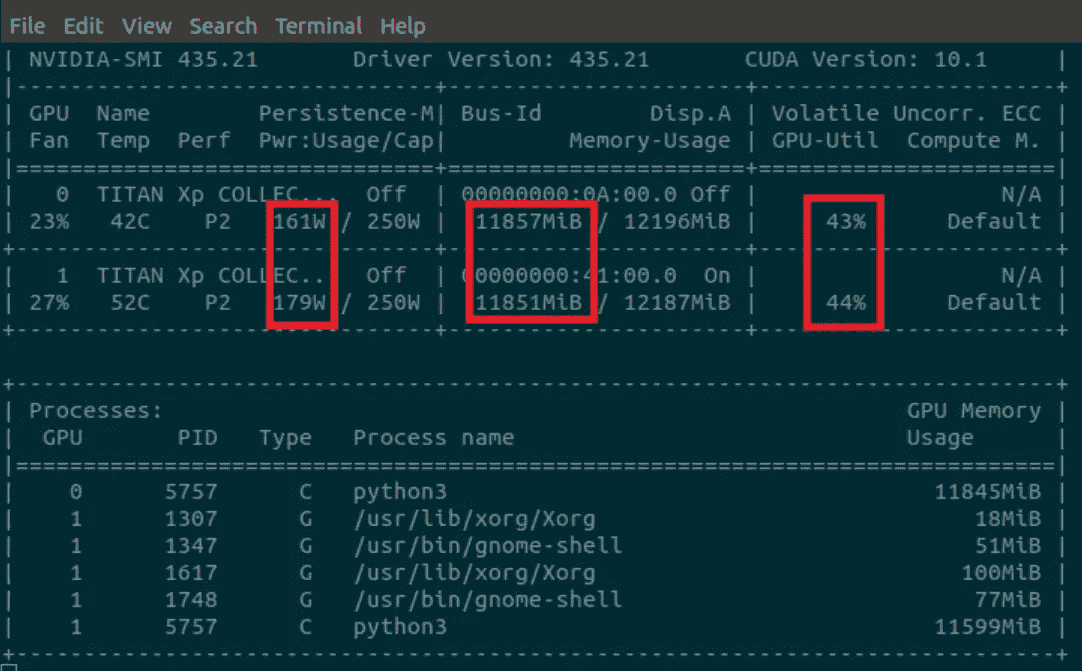 File Edit View Search Terminal Help
| NVIDIA-SMI 435.21       Driver Version: 435.21       CUDA Version: 10.1     |
|-------------------------------+----------------------+----------------------+
| GPU  Name        Persistence-M| Bus-Id        Disp.A | Volatile Uncorr. ECC |
| Fan  Temp  Perf  Pwr:Usage/Cap|         Memory-Usage | GPU-Util  Compute M. |
|===============================+======================+======================|
|   0  TITAN Xp COLLEC...  Off  | 00000000:0A:00.0 Off |                  N/A |
| 23%   42C    P2   161W / 250W |  11857MiB / 12196MiB |     43%      Default |
+-------------------------------+----------------------+----------------------+
|   1  TITAN Xp COLLEC...  Off  | 00000000:41:00.0  On |                  N/A |
| 27%   52C    P2   179W / 250W |  11851MiB / 12187MiB |     44%      Default |
+-------------------------------+----------------------+----------------------+
+-----------------------------------------------------------------------------+
| Processes:                                                       GPU Memory |
|  GPU       PID   Type   Process name                             Usage      |
|=============================================================================|
|    0      5757      C   python3                                    11845MiB |
|    1      1307      G   /usr/lib/xorg/Xorg                            18MiB |
|    1      1347      G   /usr/bin/gnome-shell                          51MiB |
|    1      1617      G   /usr/lib/xorg/Xorg                           100MiB |
|    1      1748      G   /usr/bin/gnome-shell                          77MiB |
|    1      5757      C   python3                                    11599MiB |
+-----------------------------------------------------------------------------+